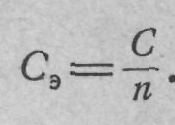 Cэ = C/n.